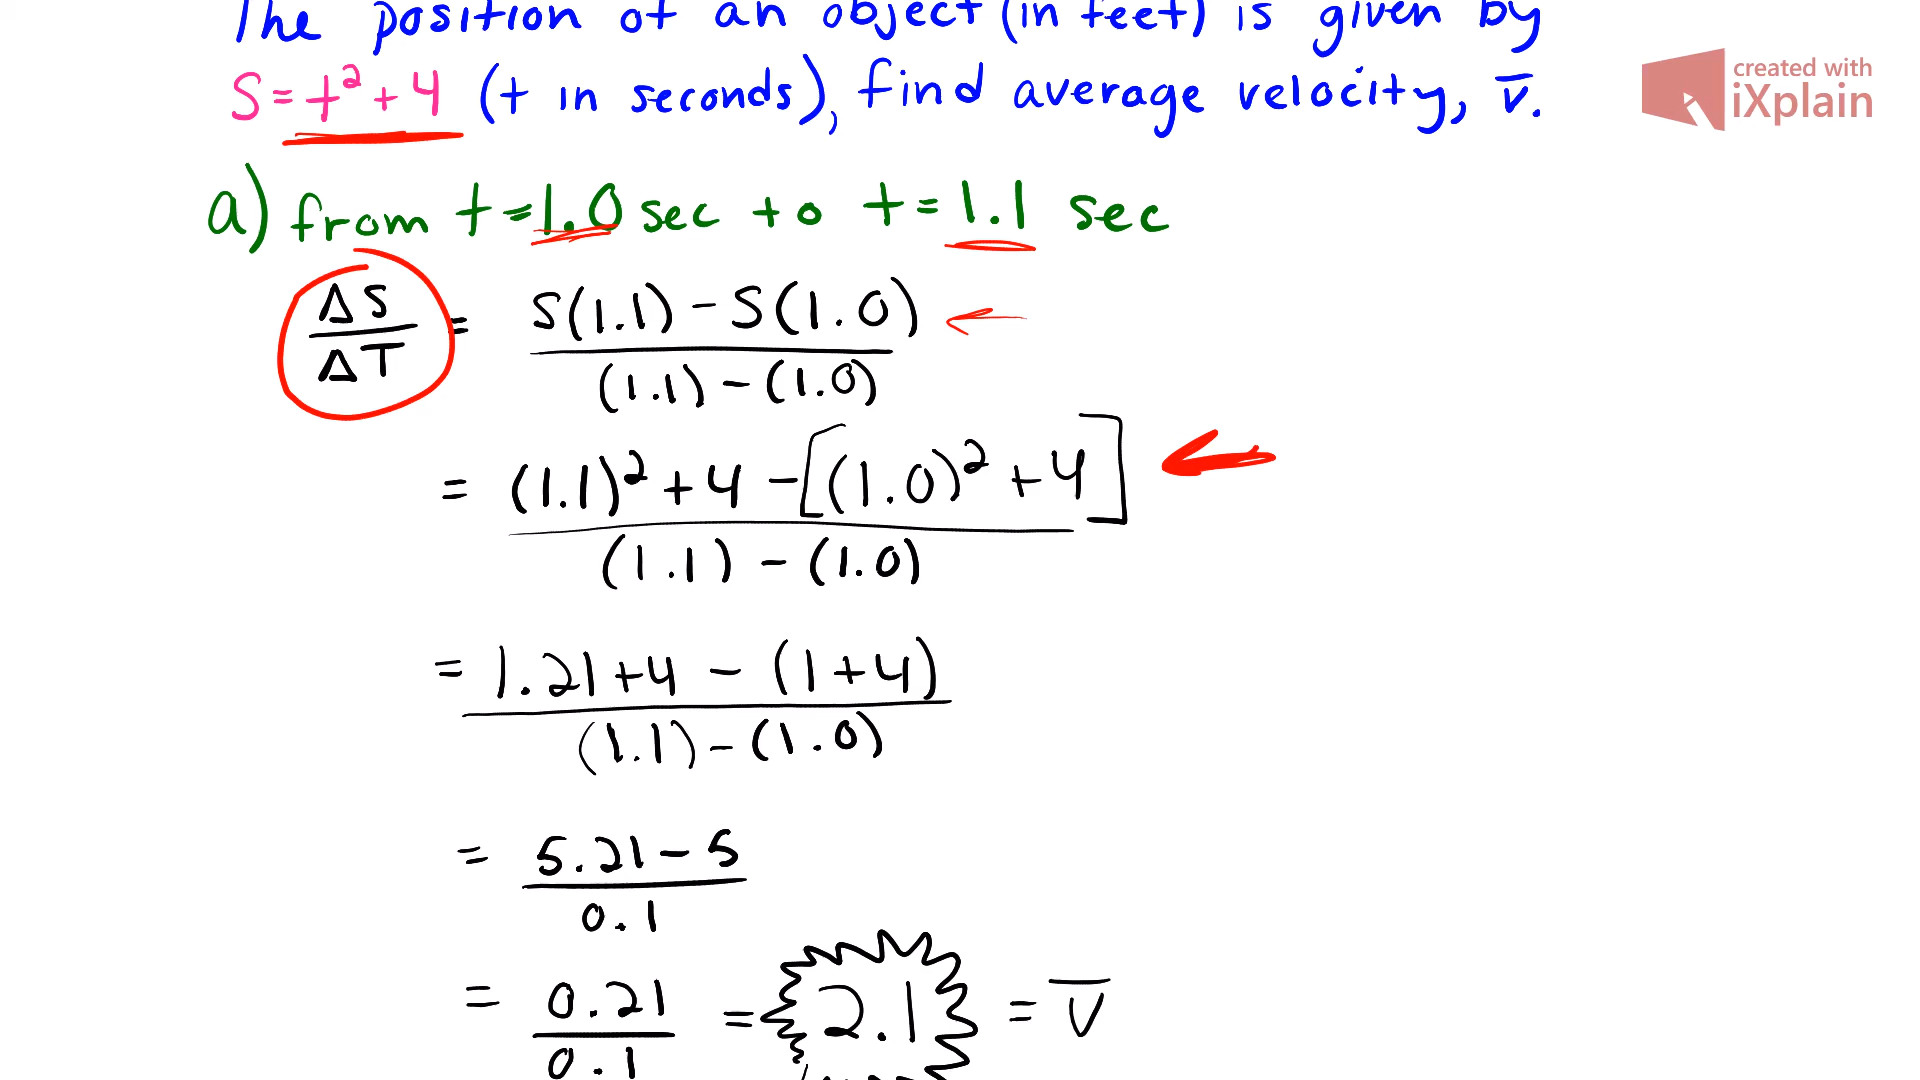 The position of an object (in feet) is given by
S = t² + 4 (t in seconds), find average velocity, v̅.
created with
iXplain
a) from t = 1.0 sec to t = 1.1 sec
ΔS/ΔT = S(1.1) - S(1.0)
(1.1) - (1.0)
= (1.1)² + 4 - [(1.0)² + 4]
(1.1) - (1.0)
= 1.21 + 4 - (1 + 4)
(1.1) - (1.0)
= 5.21 - 5
0.1
= 0.21 = 2.1 = v̅
0.1